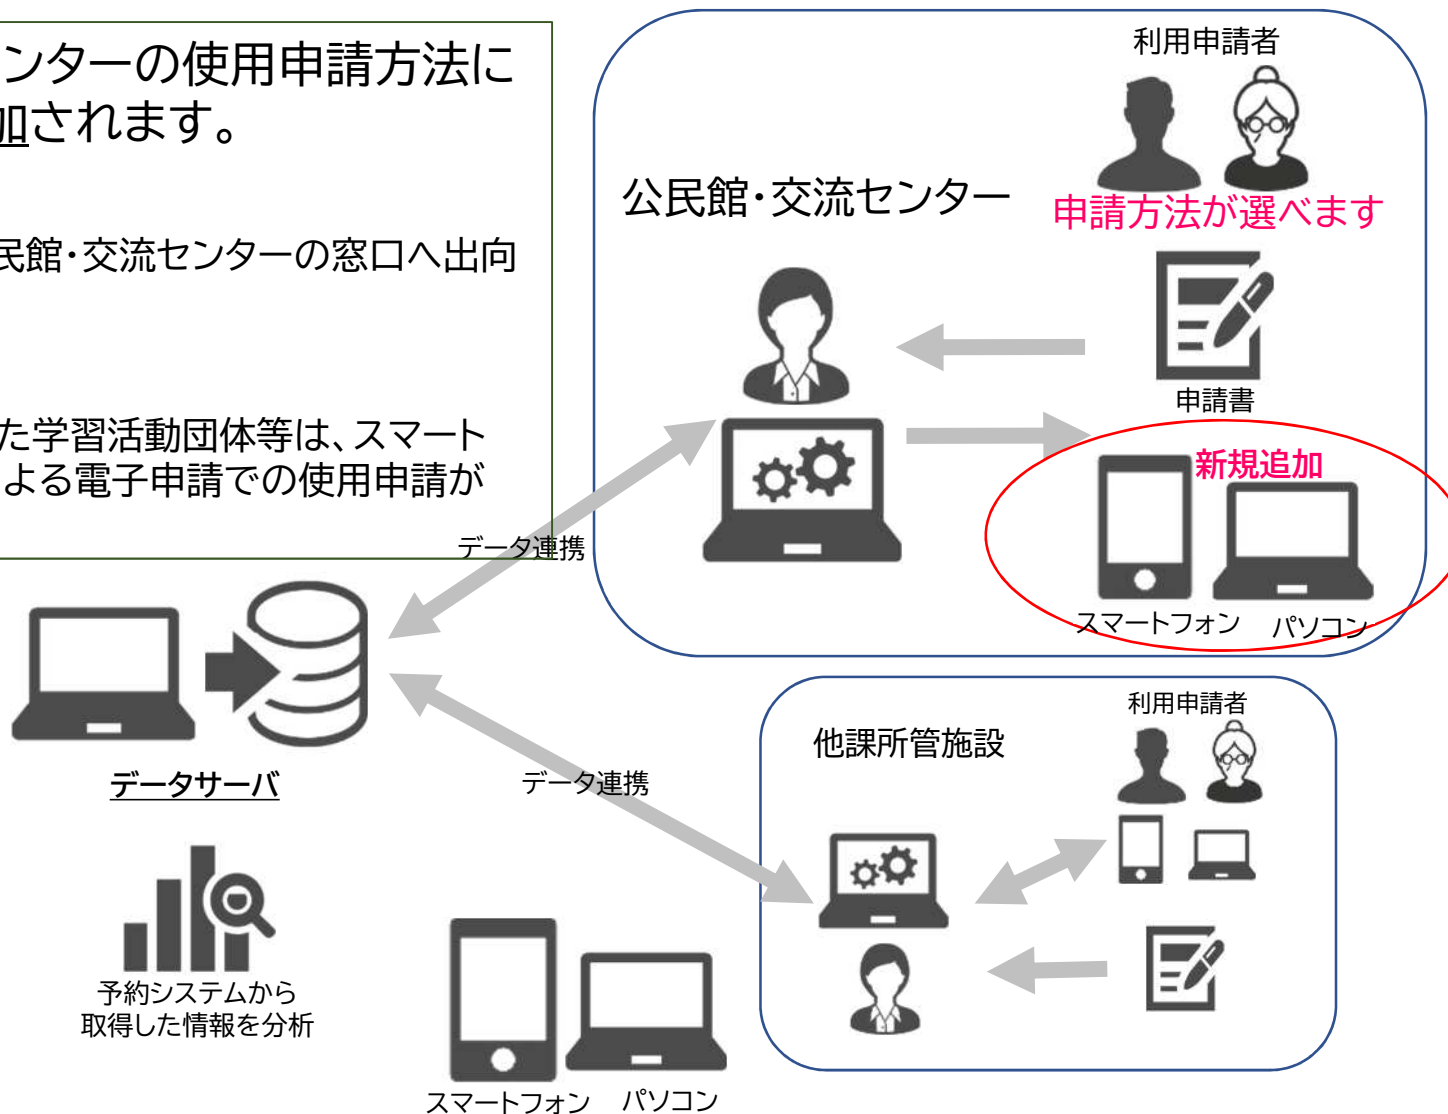 ンターの使用申請方法に
加されます。
民館・交流センターの窓口へ出向
た学習活動団体等は、スマート
よる電子申請での使用申請が
利用申請者
公民館・交流センター
申請方法が選べます
申請書
新規追加
スマートフォン
パソコン
データ連携
データサーバ
データ連携
他課所管施設
利用申請者
予約システムから
取得した情報を分析
スマートフォン
パソコン